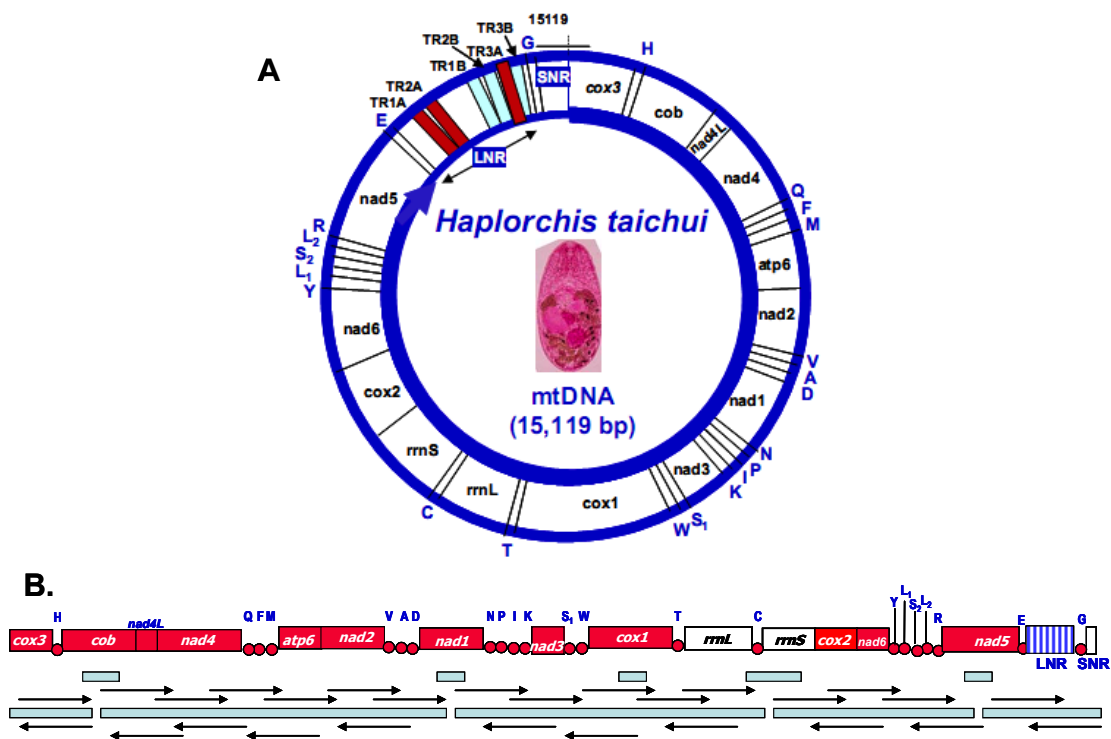 A
15119
TR3B
G
H
TR2B
TR3A
TR1B
SNR
cox3
TR2A
TR1A
cob
E
nad4L
LNR
nad4
nad5
Q
F
M
Haplorchis taichui
R
L2
S2
L1
Y
atp6
nad2
nad6
V
A
D
mtDNA
(15,119 bp)
cox2
nad1
rrnS
N
P
I
K
nad3
rrnL
cox1
C
S1
W
T
B.
H nad4L Q F M V A D N P I K S1 W T C Y L1 S2 L2 R E G
cox3 cob nad4 atp6 nad2 nad1 nad3 cox1 rrnL rrnS cox2 nad6 nad5
LNR SNR